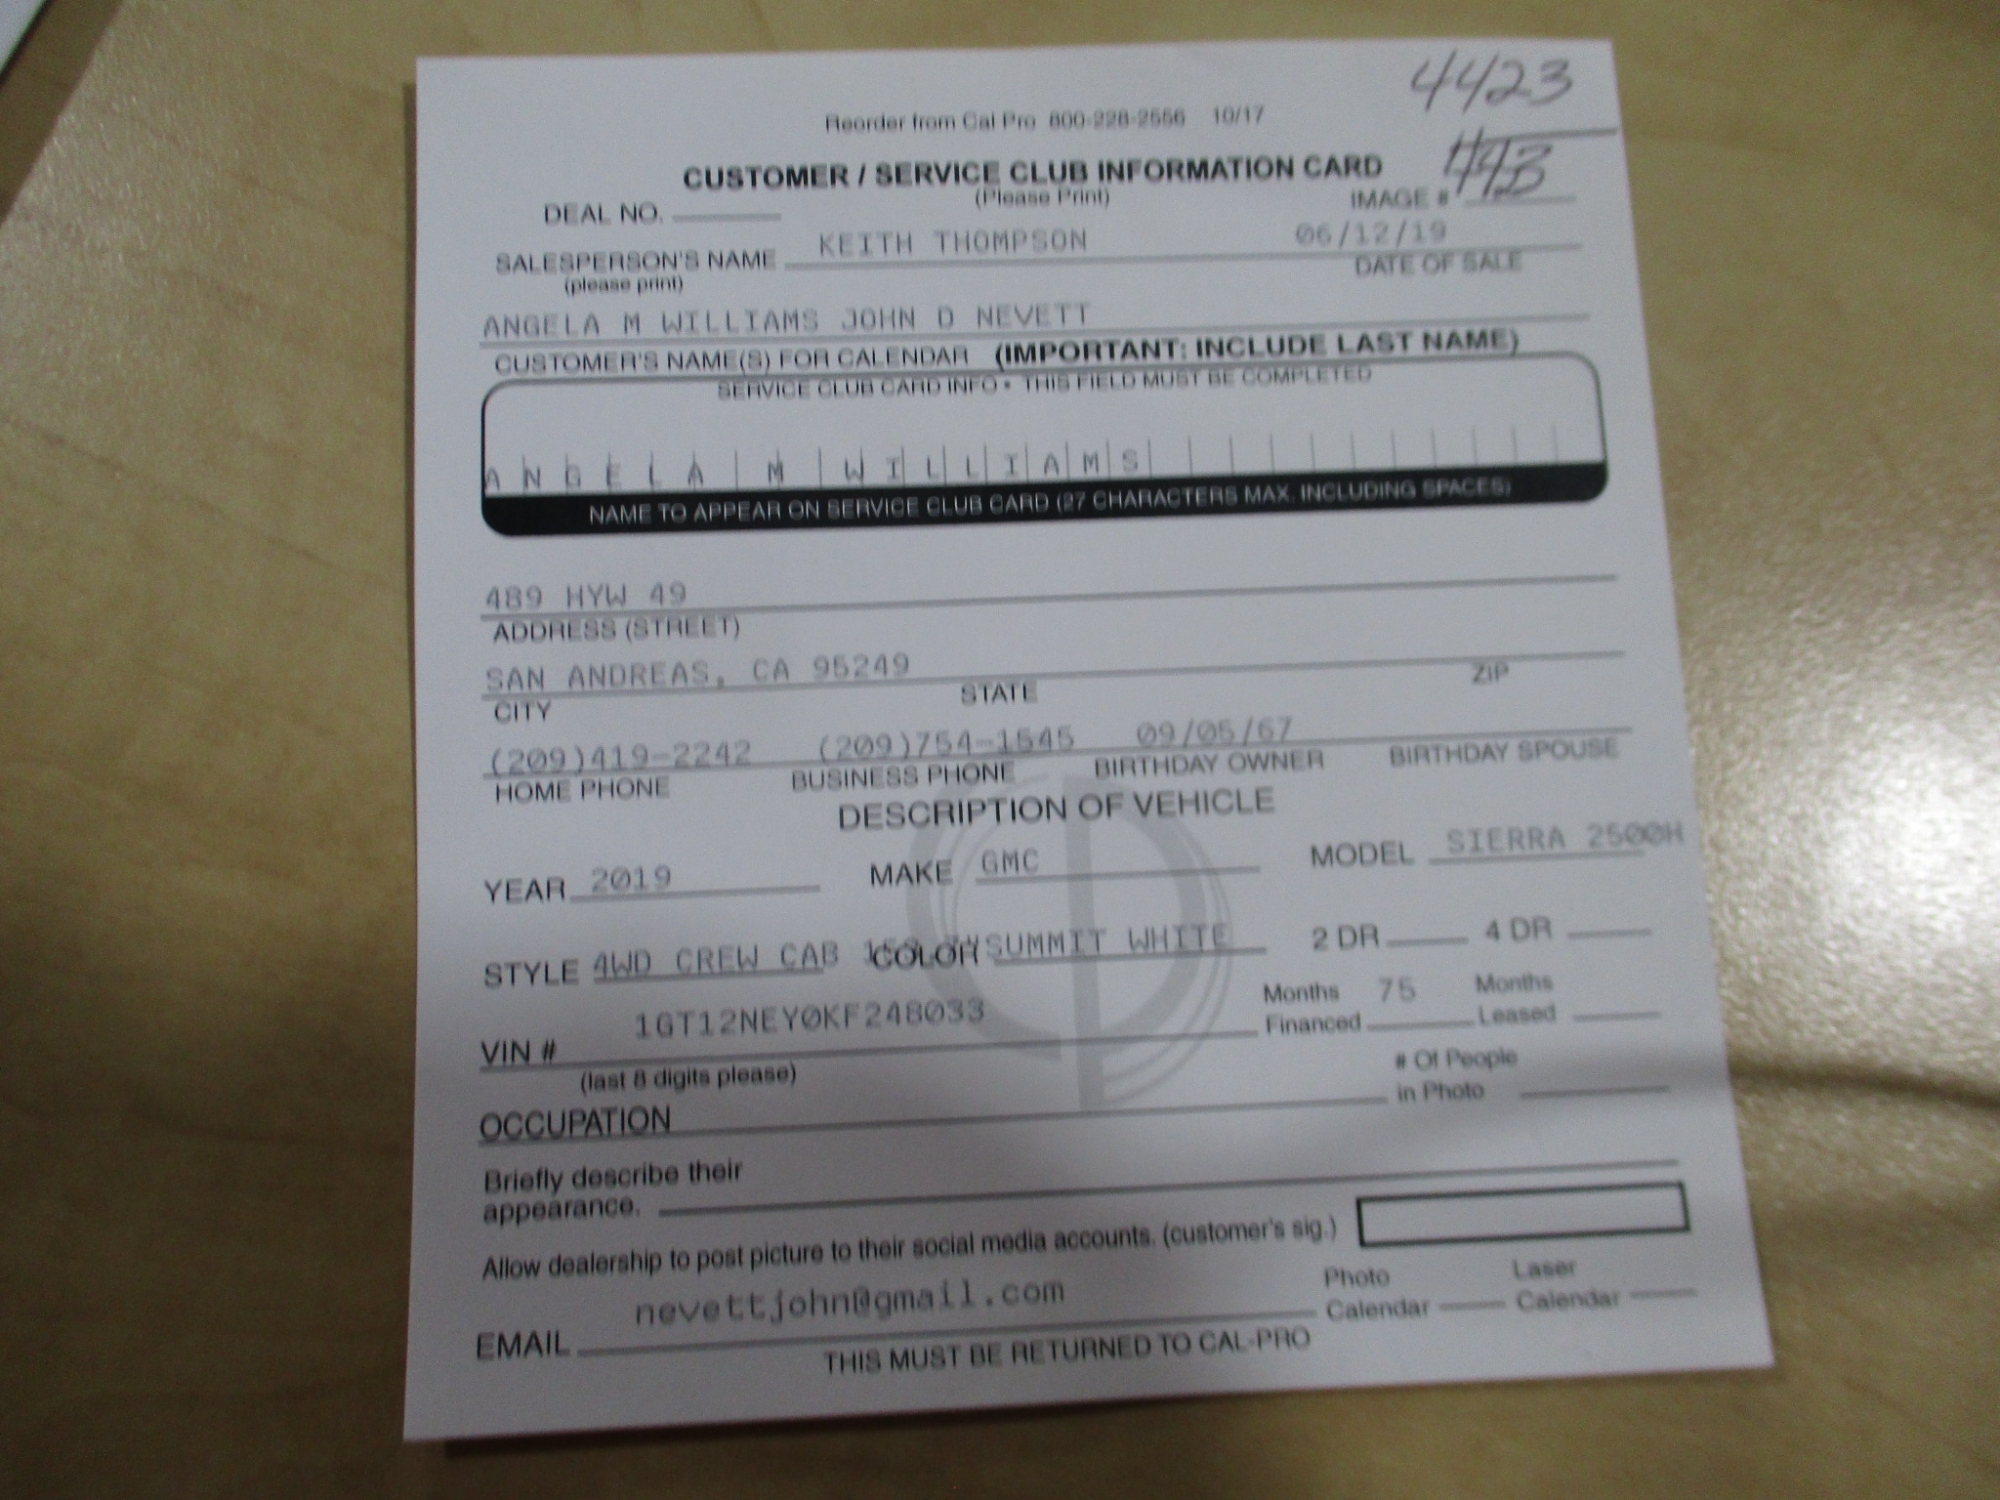 4423
Reorder from Cal Pro 800-228-2556 10/17
CUSTOMER / SERVICE CLUB INFORMATION CARD
(Please Print)
DEAL NO. IMAGE #
KEITH THOMPSON 06/12/19
SALESPERSON'S NAME DATE OF SALE
(please print)
ANGELA M WILLIAMS JOHN D NEVETT
CUSTOMER'S NAME(S) FOR CALENDAR (IMPORTANT: INCLUDE LAST NAME)
SERVICE CLUB CARD INFO • THIS FIELD MUST BE COMPLETED
ANGELA M WILLIAMS
NAME TO APPEAR ON SERVICE CLUB CARD (27 CHARACTERS MAX. INCLUDING SPACES)
489 HYW 49
ADDRESS (STREET)
SAN ANDREAS, CA 95249
CITY STATE ZIP
(209)419-2242 (209)754-1545 09/05/67
HOME PHONE BUSINESS PHONE BIRTHDAY OWNER BIRTHDAY SPOUSE
DESCRIPTION OF VEHICLE
YEAR 2019 MAKE GMC MODEL SIERRA 2500H
STYLE 4WD CREW CAB COLOR SUMMIT WHITE 2 DR 4 DR
VIN # 1GT12NEY0KF248033 Months Financed 75 Months Leased
(last 8 digits please)
# Of People in Photo
OCCUPATION
Briefly describe their
appearance.
Allow dealership to post picture to their social media accounts. (customer's sig.)
EMAIL nevettjohn@gmail.com Photo Calendar Laser Calendar
THIS MUST BE RETURNED TO CAL-PRO